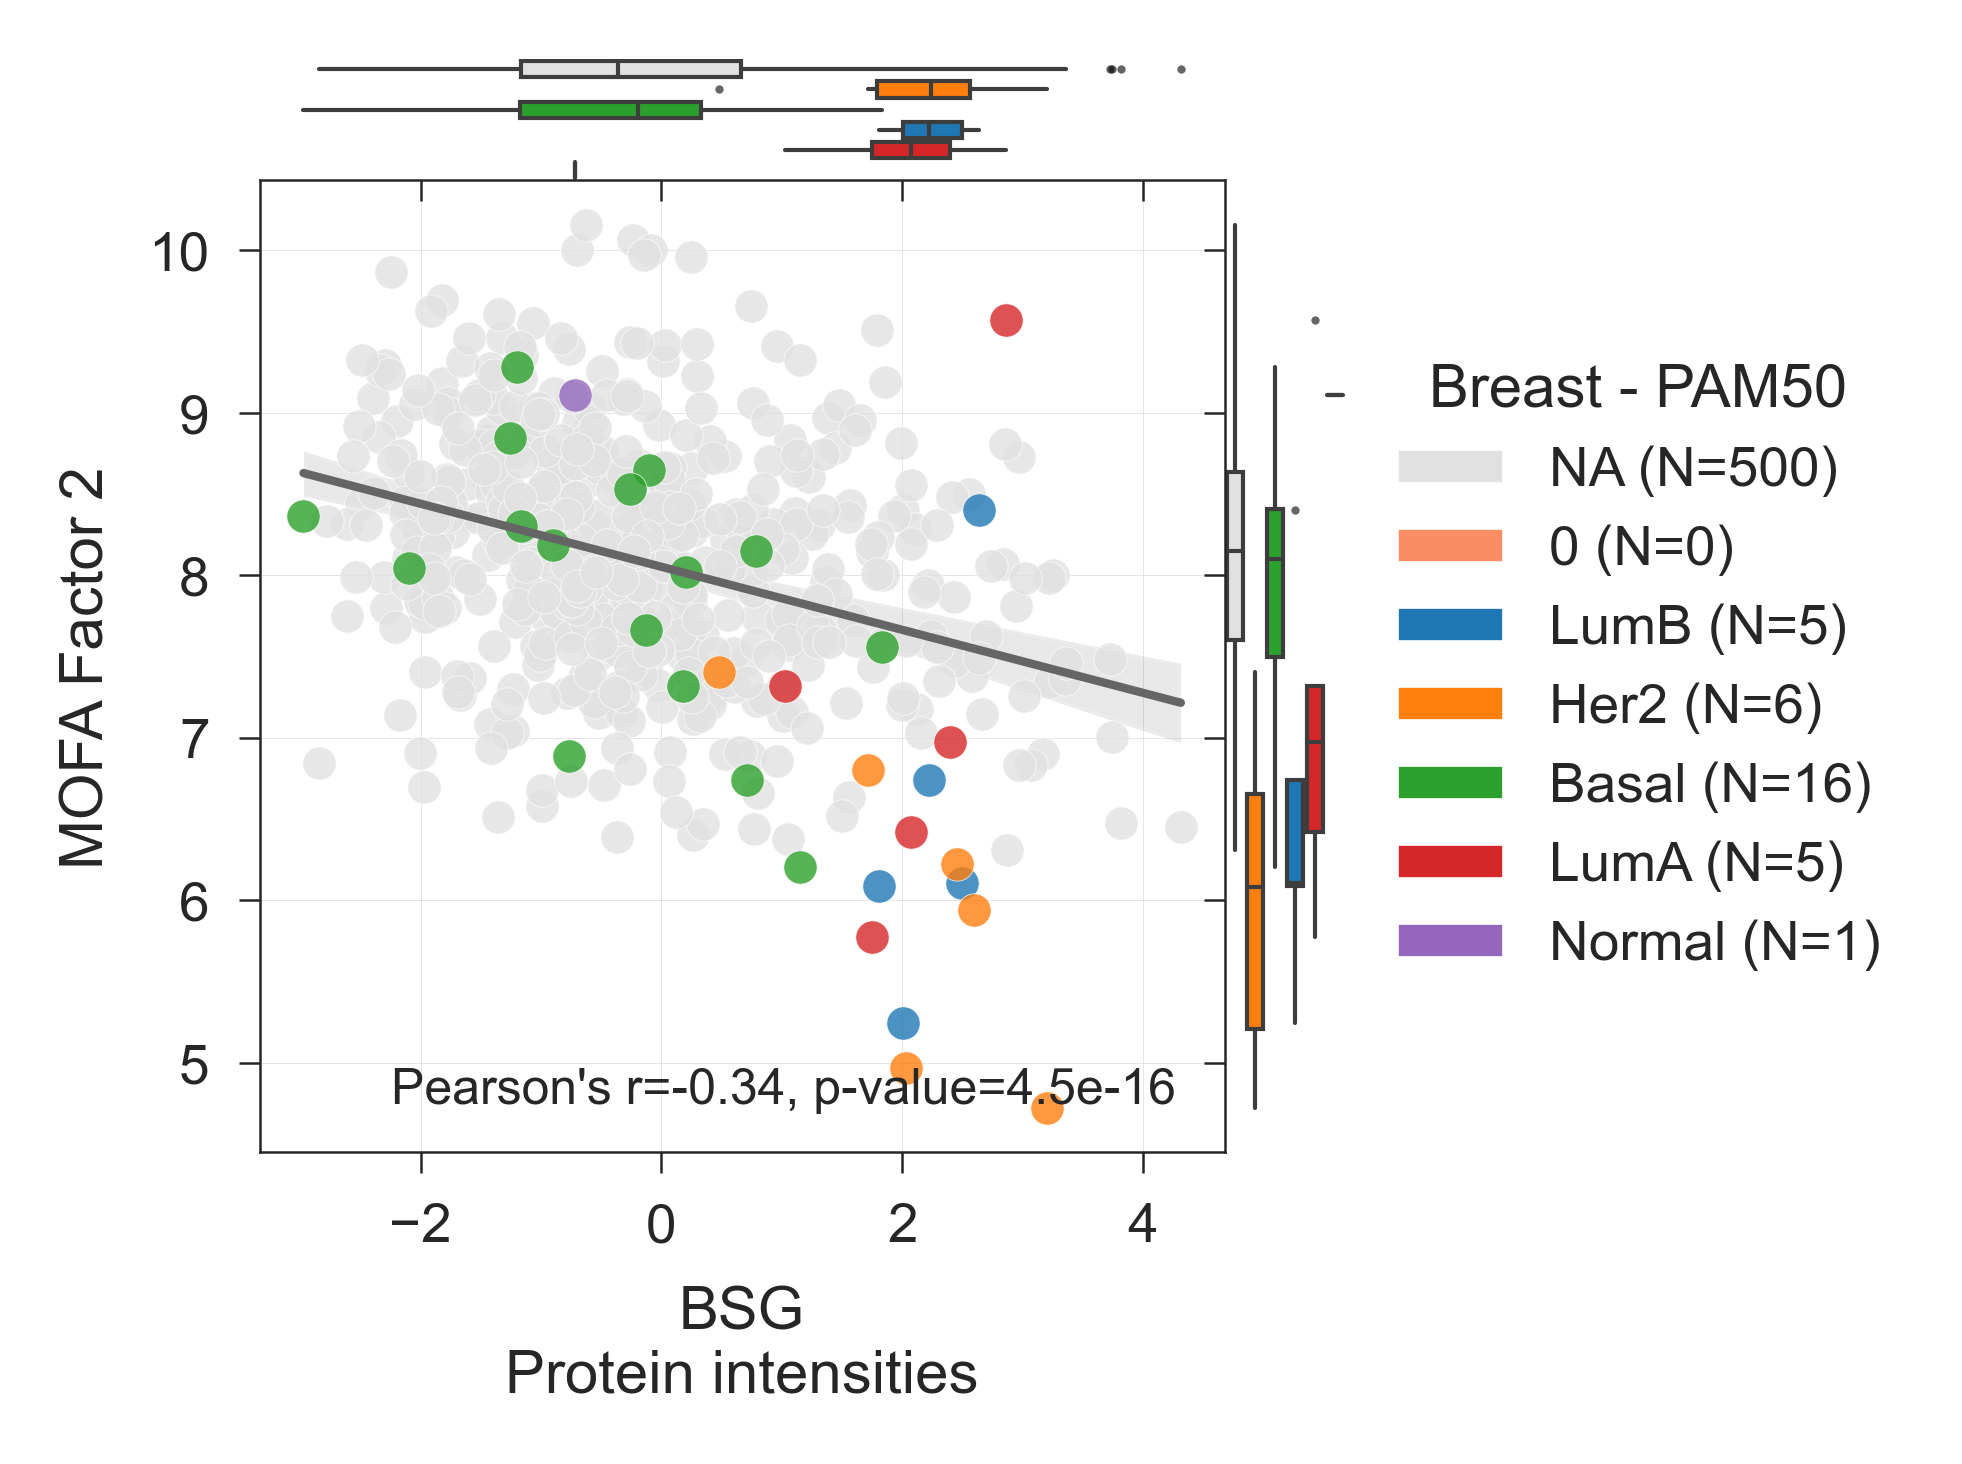 10
9
8
7
6
5
MOFA Factor 2
Pearson's r=-0.34, p-value=4.5e-16
−2
0
2
4
BSG
Protein intensities
Breast - PAM50
NA (N=500)
0 (N=0)
LumB (N=5)
Her2 (N=6)
Basal (N=16)
LumA (N=5)
Normal (N=1)